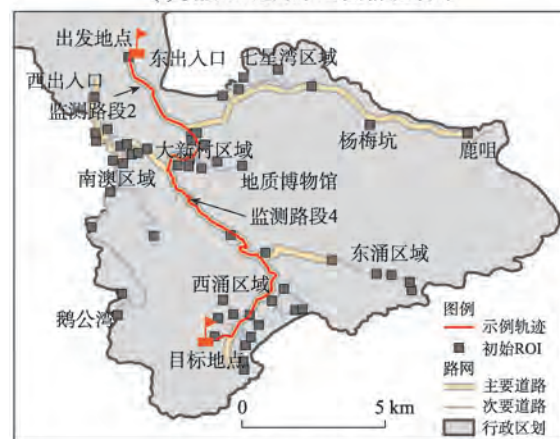 出发地点
东出入口
七星湾区域
西出入口
监测路段2
杨梅坑
鹿咀
大新村区域
地质博物馆
南澳区域
监测路段4
东涌区域
西涌区域
鹅公湾
目标地点
图例
示例轨迹
初始ROI
路网
主要道路
次要道路
行政区划
0 5 km